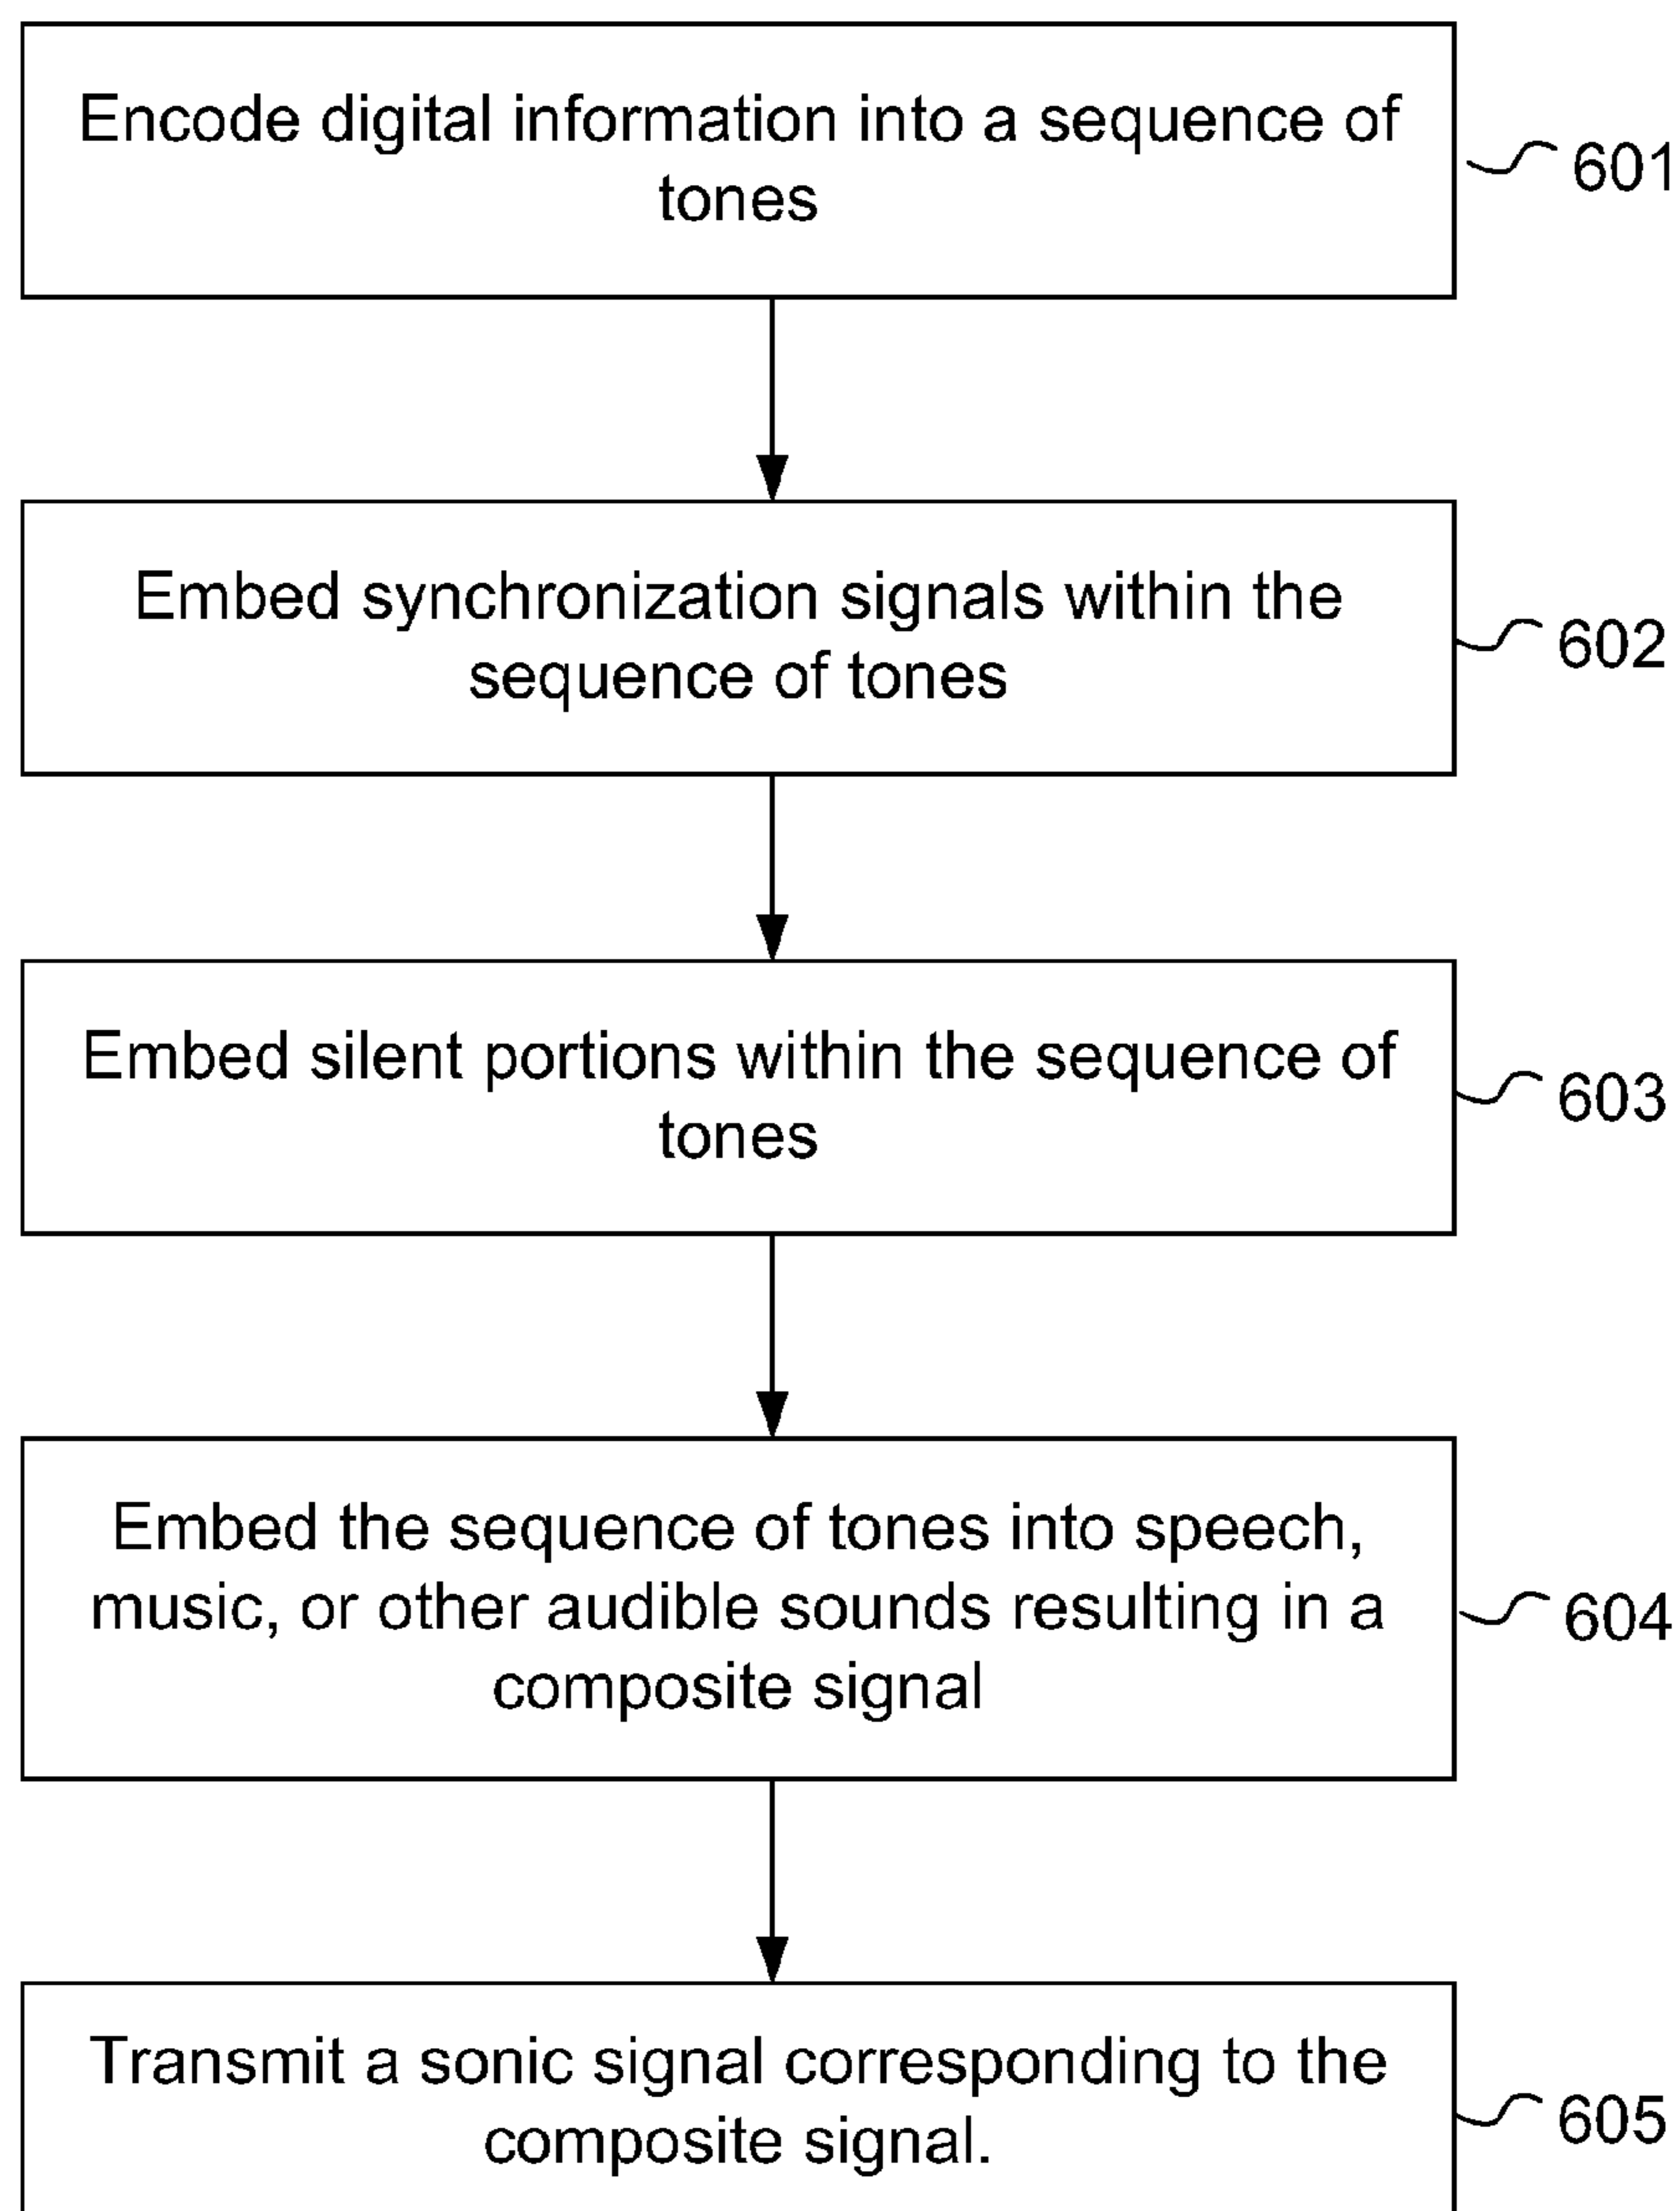 Encode digital information into a sequence of
tones
601
Embed synchronization signals within the
sequence of tones
602
Embed silent portions within the sequence of
tones
603
Embed the sequence of tones into speech,
music, or other audible sounds resulting in a
composite signal
604
Transmit a sonic signal corresponding to the
composite signal.
605